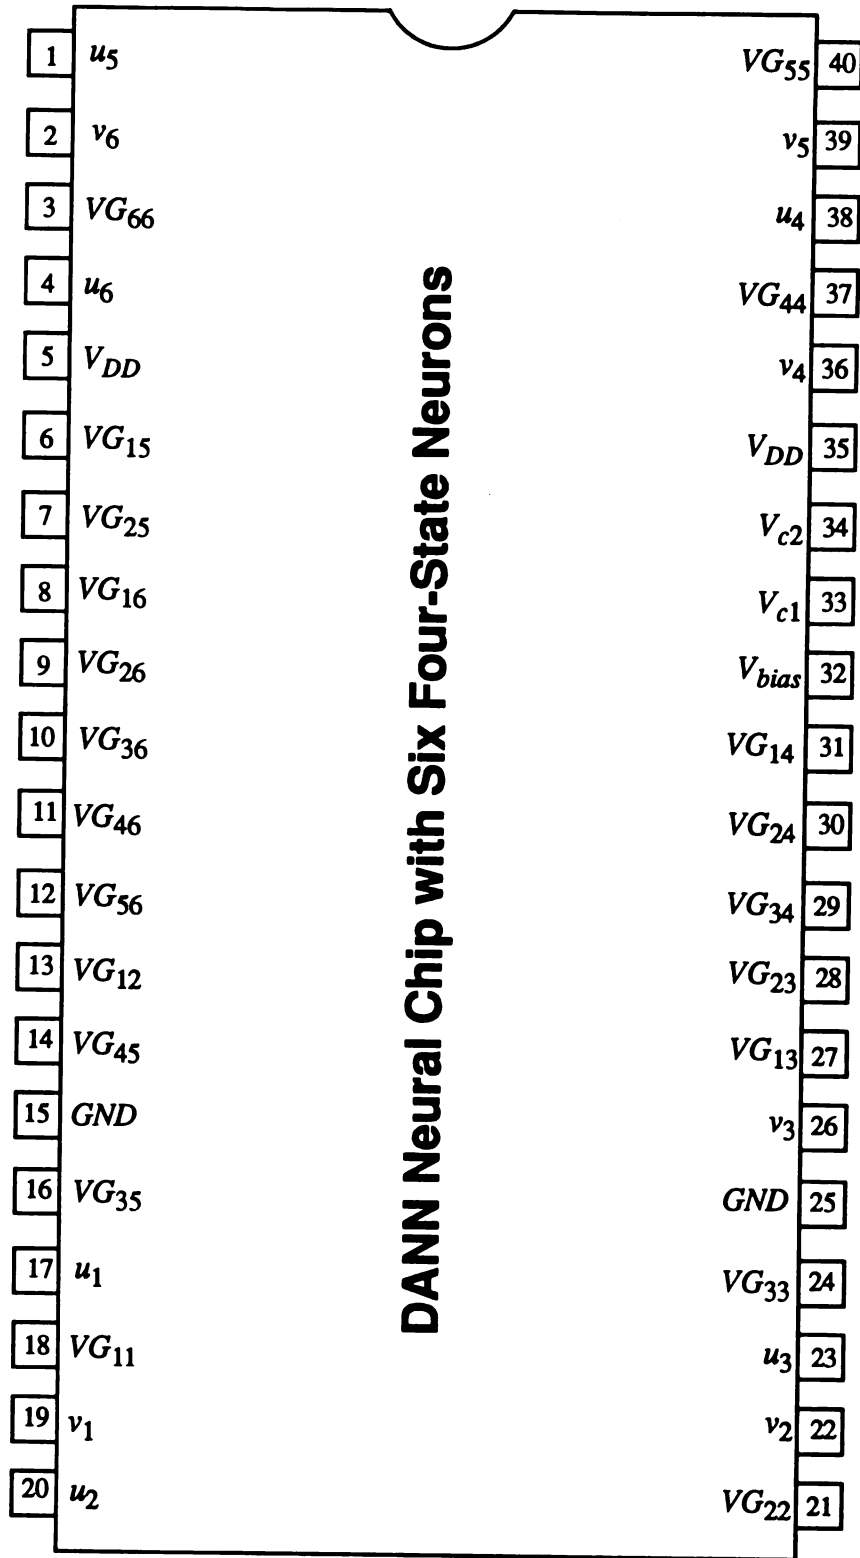 1 u5
2 v6
3 VG66
4 u6
5 VDD
6 VG15
7 VG25
8 VG16
9 VG26
10 VG36
11 VG46
12 VG56
13 VG12
14 VG45
15 GND
16 VG35
17 u1
18 VG11
19 v1
20 u2
DANN Neural Chip with Six Four-State Neurons
VG55 40
v5 39
u4 38
VG44 37
v4 36
VDD 35
Vc2 34
Vc1 33
Vbias 32
VG14 31
VG24 30
VG34 29
VG23 28
VG13 27
v3 26
GND 25
VG33 24
u3 23
v2 22
VG22 21